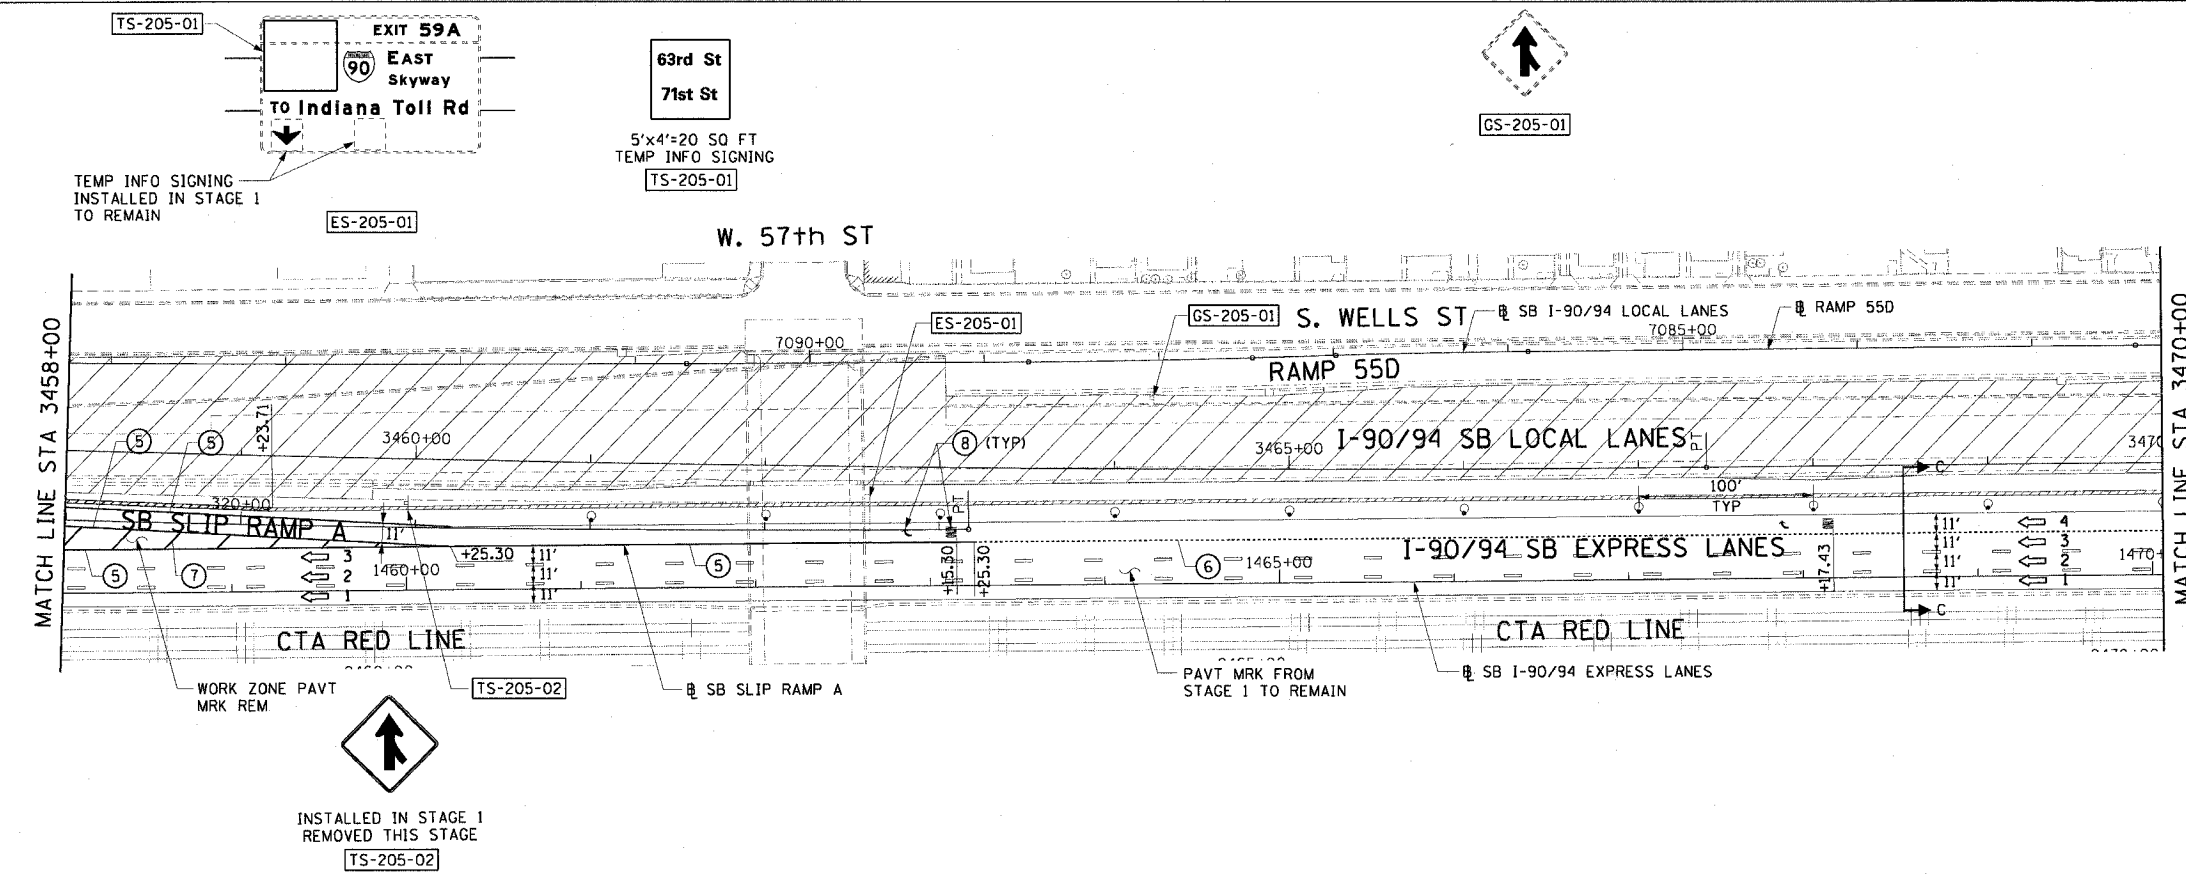 TS-205-01
EXIT 59A
INTERSTATE
90
EAST
Skyway
TO Indiana Toll Rd
TEMP INFO SIGNING
INSTALLED IN STAGE 1
TO REMAIN
ES-205-01
63rd St
71st St
5'x4'=20 SQ FT
TEMP INFO SIGNING
TS-205-01
GS-205-01
W. 57th ST
ES-205-01
GS-205-01
S. WELLS ST
℄ SB I-90/94 LOCAL LANES
7085+00
℄ RAMP 55D
7090+00
RAMP 55D
MATCH LINE STA 3458+00
MATCH LINE STA 3470+00
+23.71
5
5
3460+00
8 (TYP)
3465+00
I-90/94 SB LOCAL LANES
PT
C
320+00
100'
TYP
PT
SB SLIP RAMP A
11'
11'
4
3
+25.30
11'
I-90/94 SB EXPRESS LANES
11'
3
5
7
2
1460+00
11'
5
6
1465+00
11'
2
1470+
1
11'
+15.30
+25.30
+17.43
11'
1
C
CTA RED LINE
CTA RED LINE
WORK ZONE PAVT
MRK REM
TS-205-02
℄ SB SLIP RAMP A
PAVT MRK FROM
STAGE 1 TO REMAIN
℄ SB I-90/94 EXPRESS LANES
INSTALLED IN STAGE 1
REMOVED THIS STAGE
TS-205-02